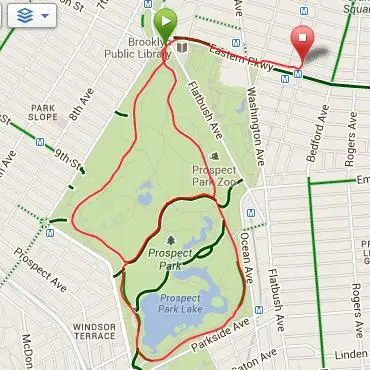 Squar
Brooklyn
Public Library
Eastern Pkwy
8th Ave
PARK
SLOPE
Flatbush Ave
Washington Ave
Bedford Ave
Rogers Ave
9th St
Prospect
Park Zoo
Em
Prospect Ave
Ocean Ave
Prospect
Park
Flatbush Ave
Rogers Ave
Prospect
Park Lake
WINDSOR
TERRACE
Parkside Ave
McDon
Caton Ave
Linden
M
M
M
M
M
M